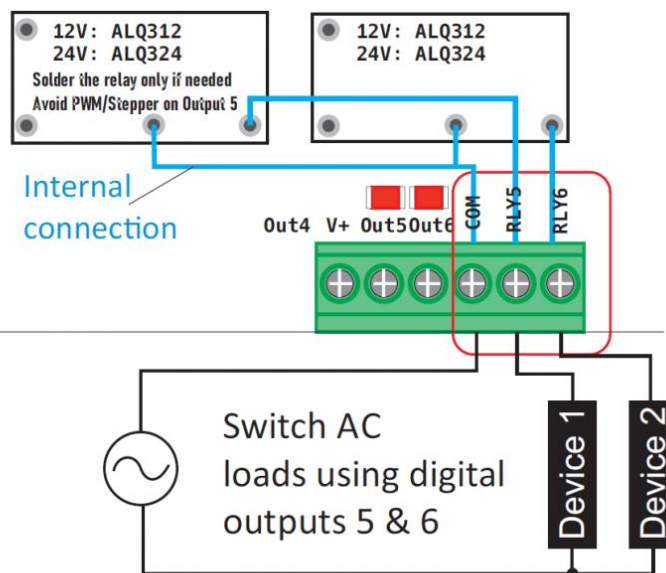 12V: ALQ312
24V: ALQ324
Solder the relay only if needed
Avoid PWM/Stepper on Output 5
12V: ALQ312
24V: ALQ324
Internal
connection
Out4 V+ Out5 Out6 COM RLY5 RLY6
Switch AC
loads using digital
outputs 5 & 6
Device 1
Device 2